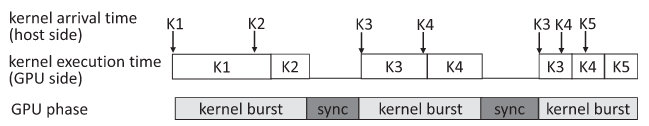 kernel arrival time
(host side)
K1 K2 K3 K4 K3 K4 K5
kernel execution time
(GPU side)
K1 K2 K3 K4 K3 K4 K5
GPU phase
kernel burst sync kernel burst sync kernel burst